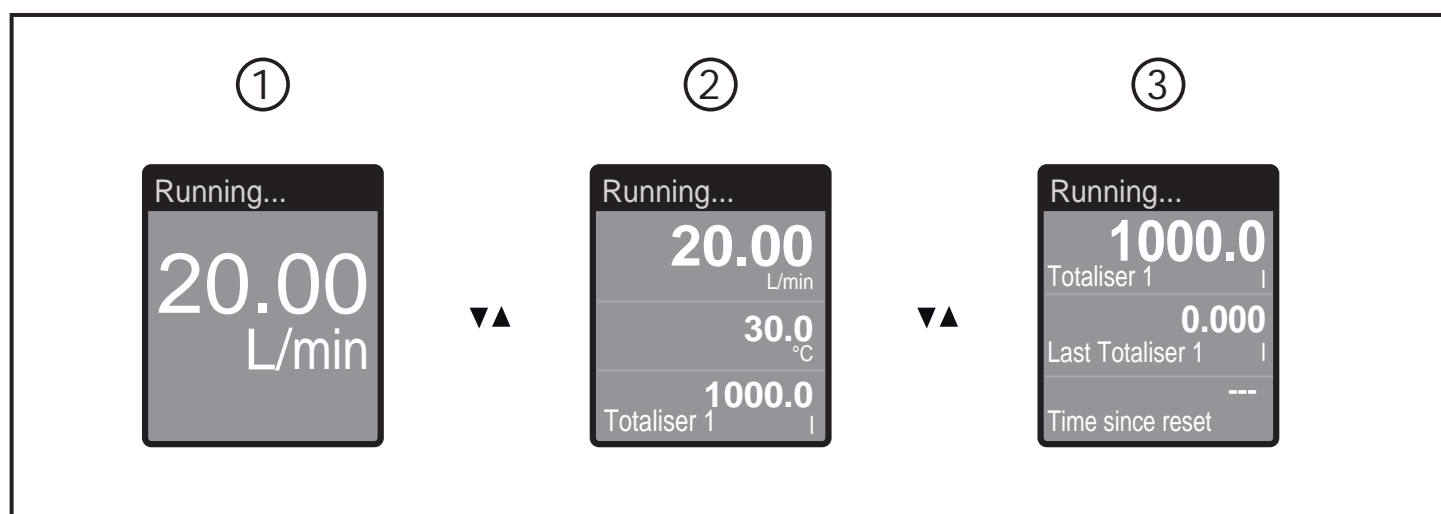 1
2
3
Running...
20.00
L/min
▼▲
Running...
20.00
L/min
30.0
°C
1000.0
Totaliser 1 l
▼▲
Running...
1000.0
Totaliser 1 l
0.000
Last Totaliser 1 l
---
Time since reset